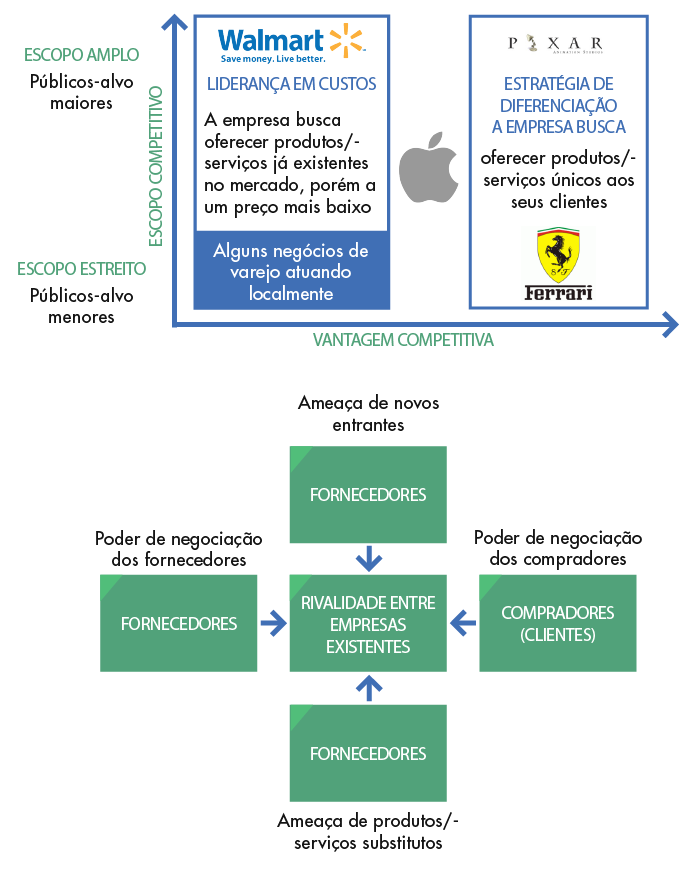 ESCOPO AMPLO
Públicos-alvo
maiores
ESCOPO ESTREITO
Públicos-alvo
menores
ESCOPO COMPETITIVO
Walmart
Save money. Live better.
LIDERANÇA EM CUSTOS
A empresa busca
oferecer produtos/-
serviços já existentes
no mercado, porém a
um preço mais baixo
Alguns negócios de
varejo atuando
localmente
P I X A R
ANIMATION STUDIOS
ESTRATÉGIA DE
DIFERENCIAÇÃO
A EMPRESA BUSCA
oferecer produtos/-
serviços únicos aos
seus clientes
S F
Ferrari
VANTAGEM COMPETITIVA
Ameaça de novos
entrantes
FORNECEDORES
Poder de negociação
dos fornecedores
FORNECEDORES
RIVALIDADE ENTRE
EMPRESAS
EXISTENTES
Poder de negociação
dos compradores
COMPRADORES
(CLIENTES)
FORNECEDORES
Ameaça de produtos/-
serviços substitutos